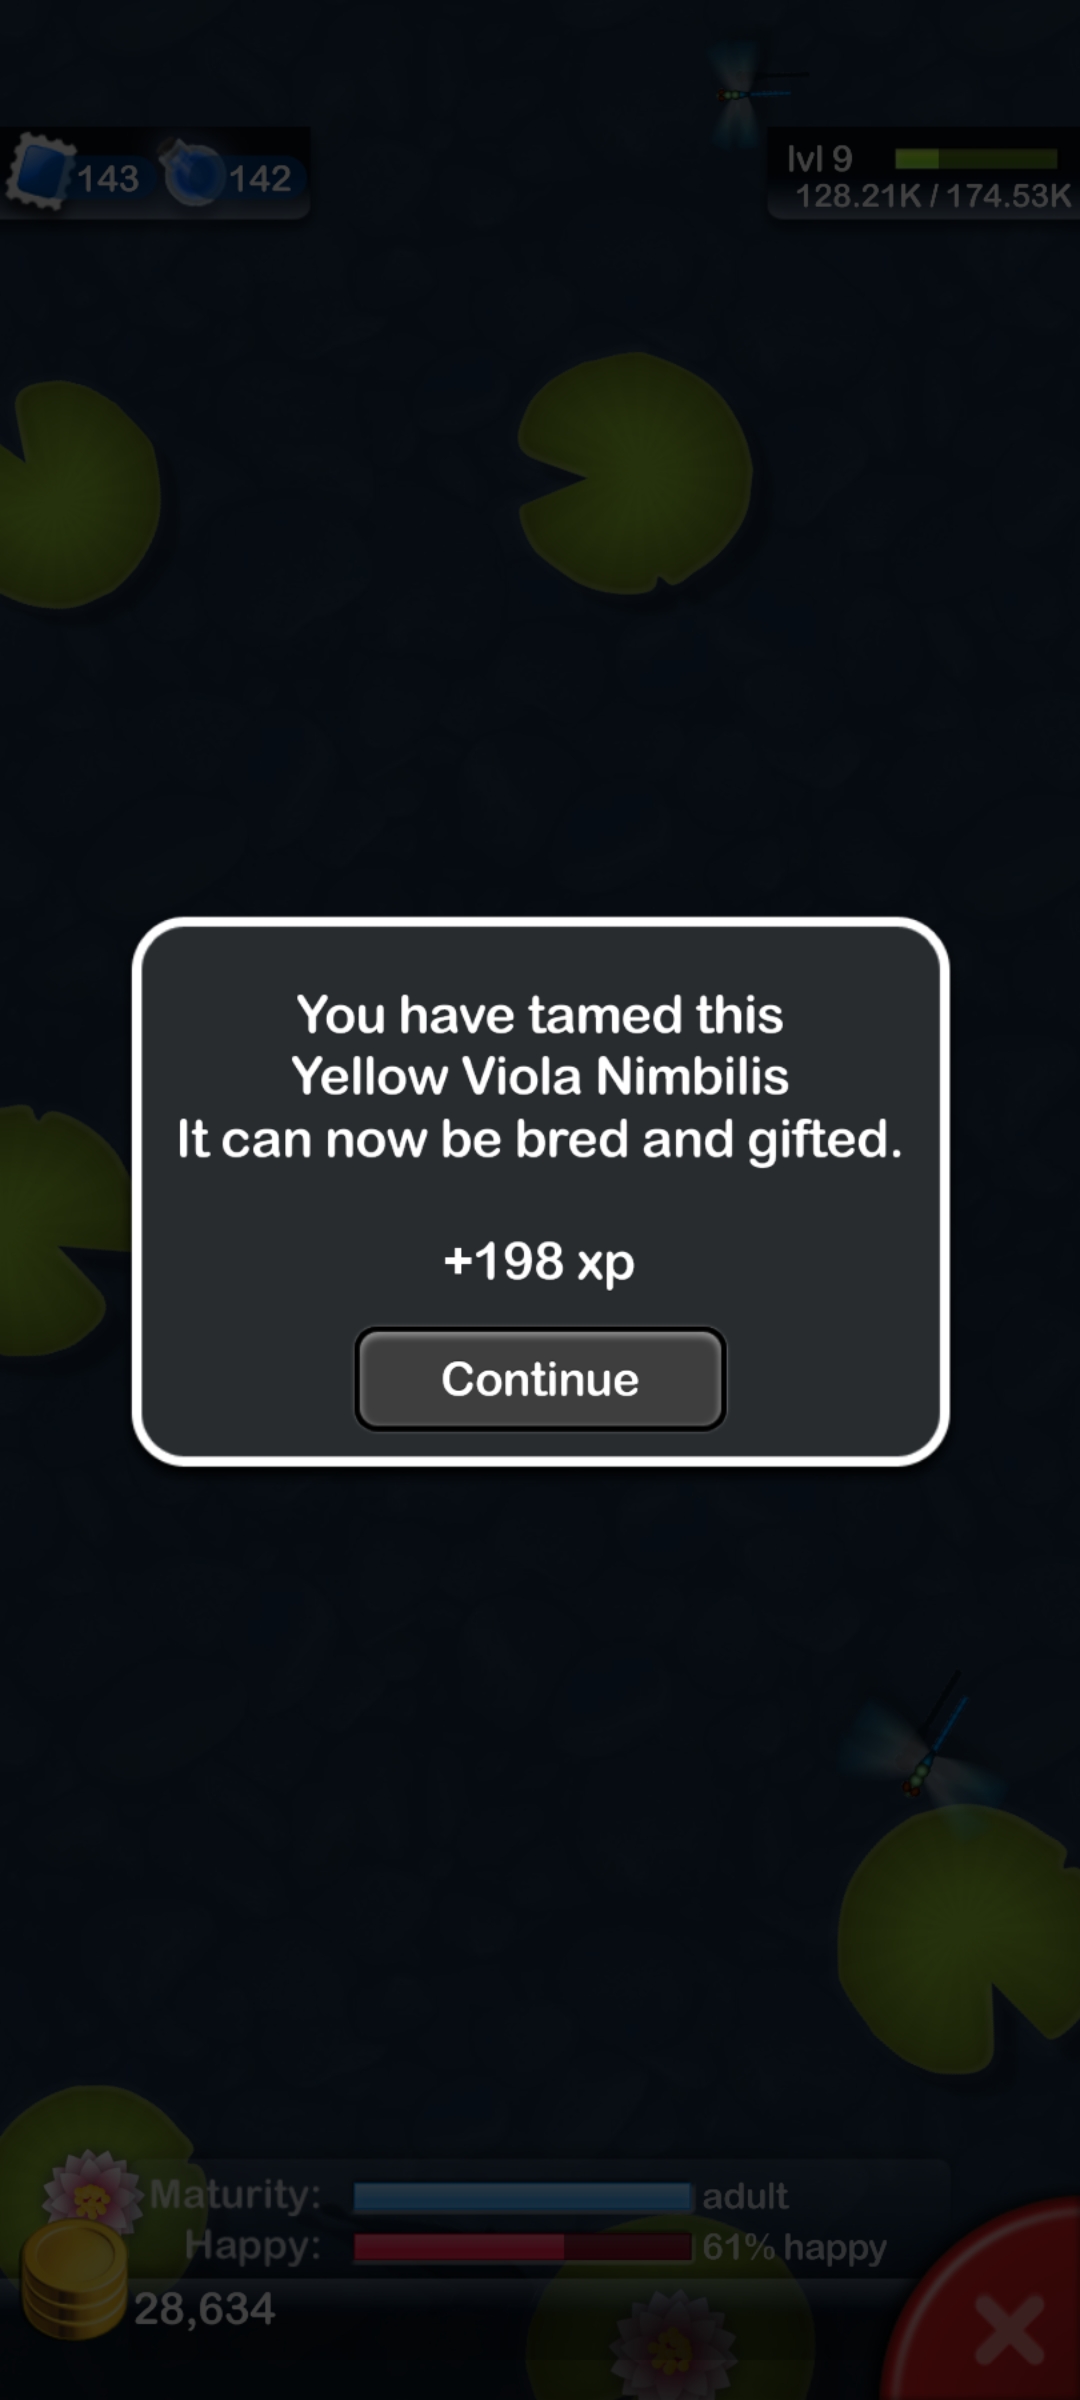 143 142
lvl 9
128.21K / 174.53K
You have tamed this
Yellow Viola Nimbilis
It can now be bred and gifted.
+198 xp
Continue
Maturity: adult
Happy: 61% happy
28,634